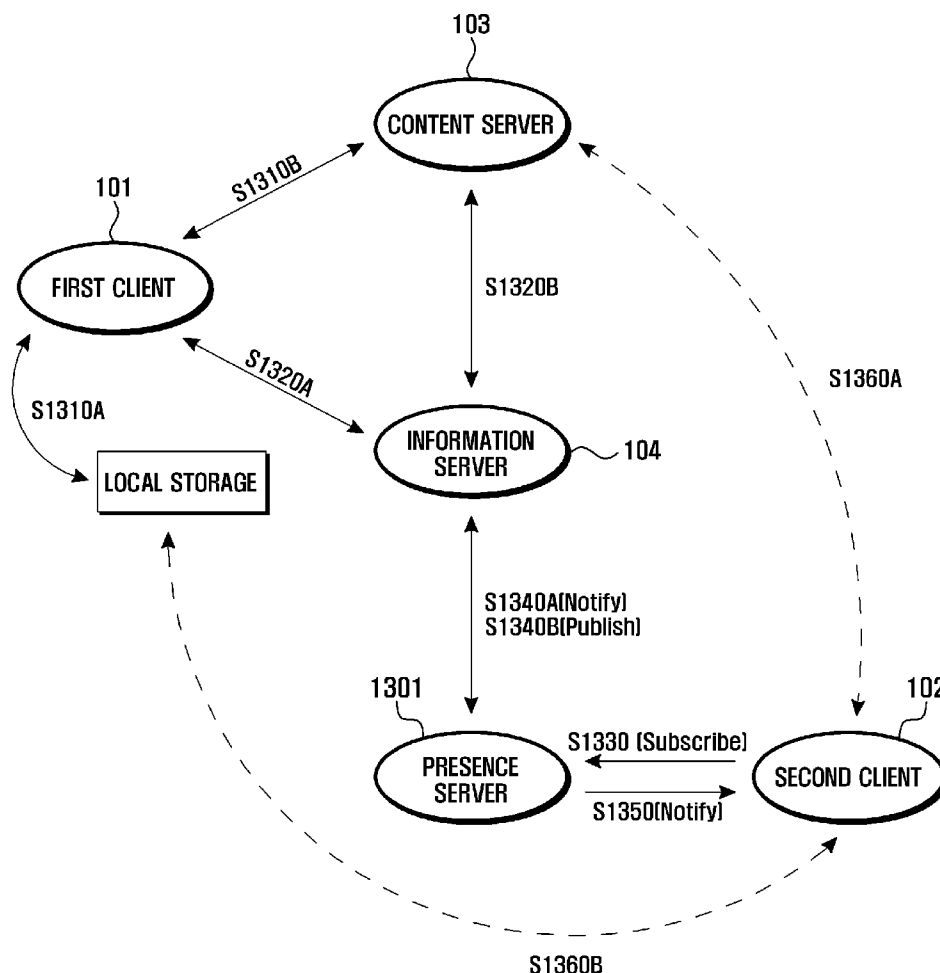 103
CONTENT SERVER
S1310B
101
FIRST CLIENT
S1320B
S1320A
S1360A
S1310A
INFORMATION
SERVER
104
LOCAL STORAGE
S1340A(Notify)
S1340B(Publish)
1301
102
S1330 (Subscribe)
PRESENCE
SERVER
SECOND CLIENT
S1350(Notify)
S1360B